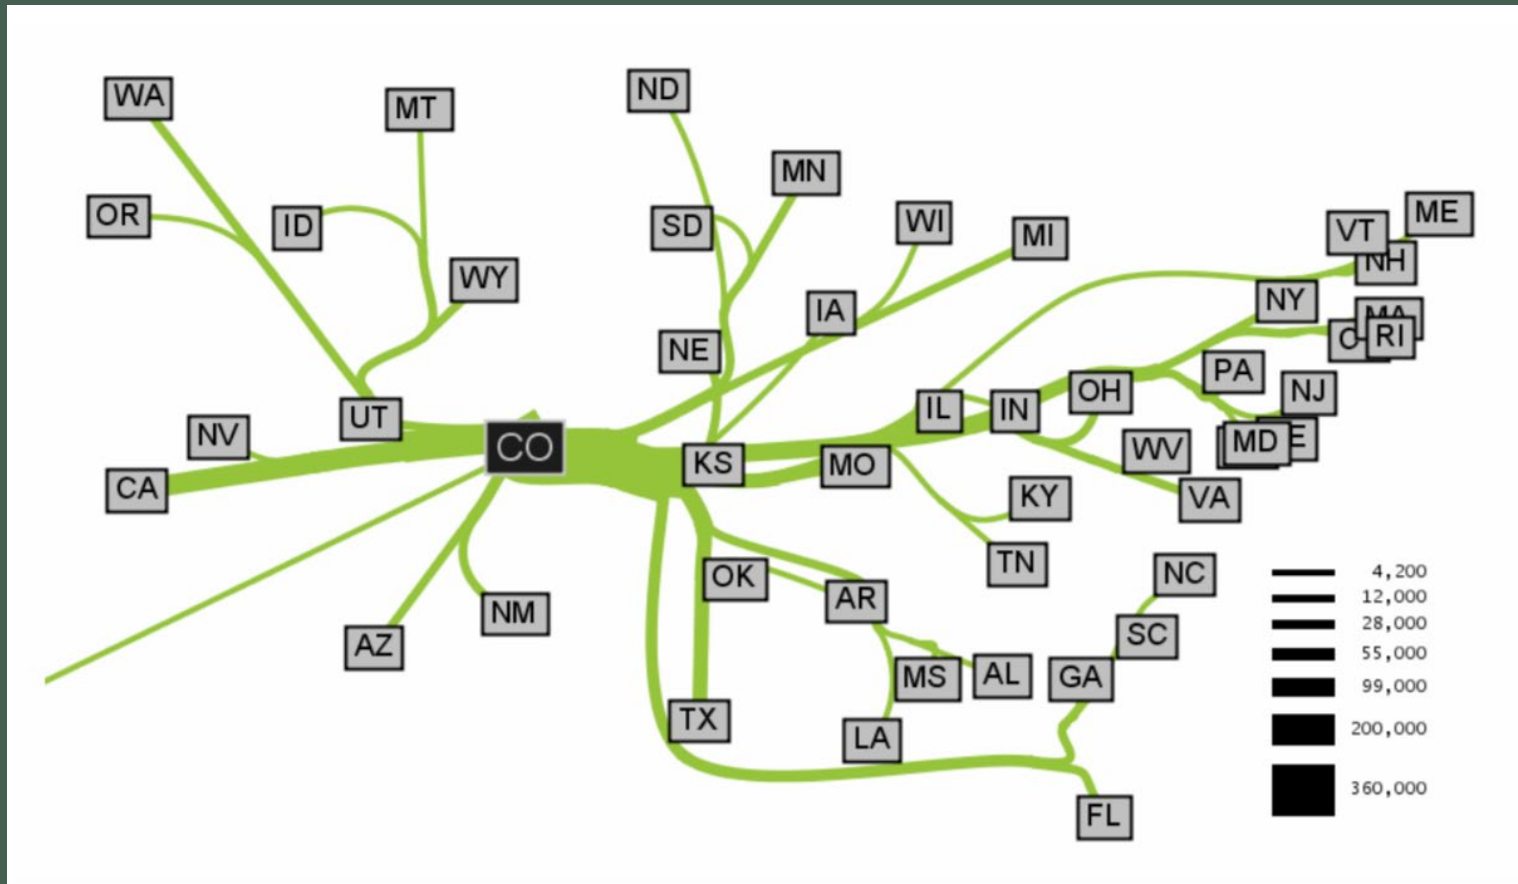 WA
MT
ND
MN
OR
ID
SD
WI
MI
VT
ME
NH
WY
IA
NY
MA
NE
C
RI
PA
NJ
UT
IL
IN
OH
NV
CO
KS
MO
WV
MD
E
CA
KY
VA
TN
NC
OK
AR
SC
NM
AZ
MS
AL
GA
TX
LA
FL
4,200
12,000
28,000
55,000
99,000
200,000
360,000